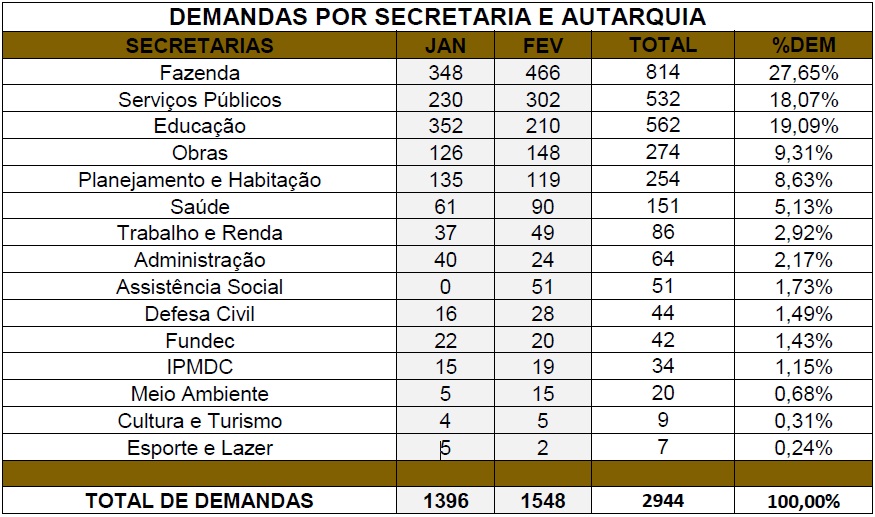 DEMANDAS POR SECRETARIA E AUTARQUIA
SECRETARIAS JAN FEV TOTAL %DEM
Fazenda 348 466 814 27,65%
Serviços Públicos 230 302 532 18,07%
Educação 352 210 562 19,09%
Obras 126 148 274 9,31%
Planejamento e Habitação 135 119 254 8,63%
Saúde 61 90 151 5,13%
Trabalho e Renda 37 49 86 2,92%
Administração 40 24 64 2,17%
Assistência Social 0 51 51 1,73%
Defesa Civil 16 28 44 1,49%
Fundec 22 20 42 1,43%
IPMDC 15 19 34 1,15%
Meio Ambiente 5 15 20 0,68%
Cultura e Turismo 4 5 9 0,31%
Esporte e Lazer 5 2 7 0,24%
TOTAL DE DEMANDAS 1396 1548 2944 100,00%